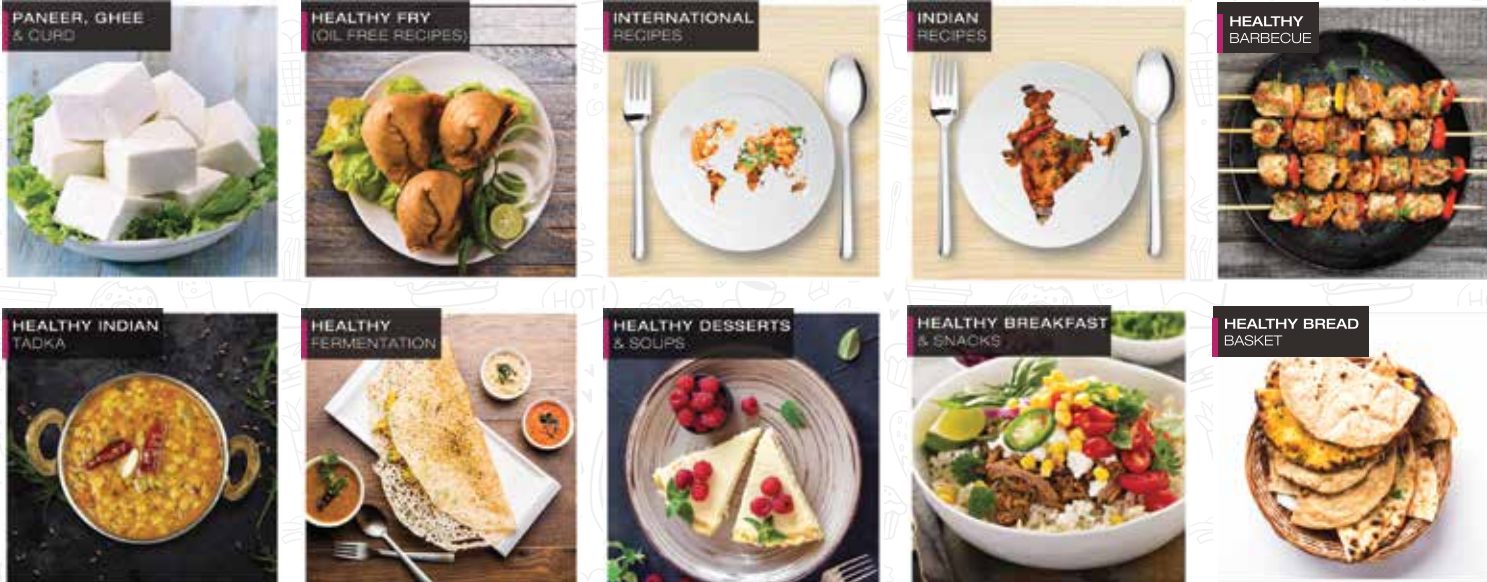 PANEER, GHEE
& CURD
HEALTHY FRY
(OIL FREE RECIPES)
INTERNATIONAL
RECIPES
INDIAN
RECIPES
HEALTHY
BARBECUE
HEALTHY INDIAN
TADKA
HEALTHY
FERMENTATION
HEALTHY DESSERTS
& SOUPS
HEALTHY BREAKFAST
& SNACKS
HEALTHY BREAD
BASKET
HOT!